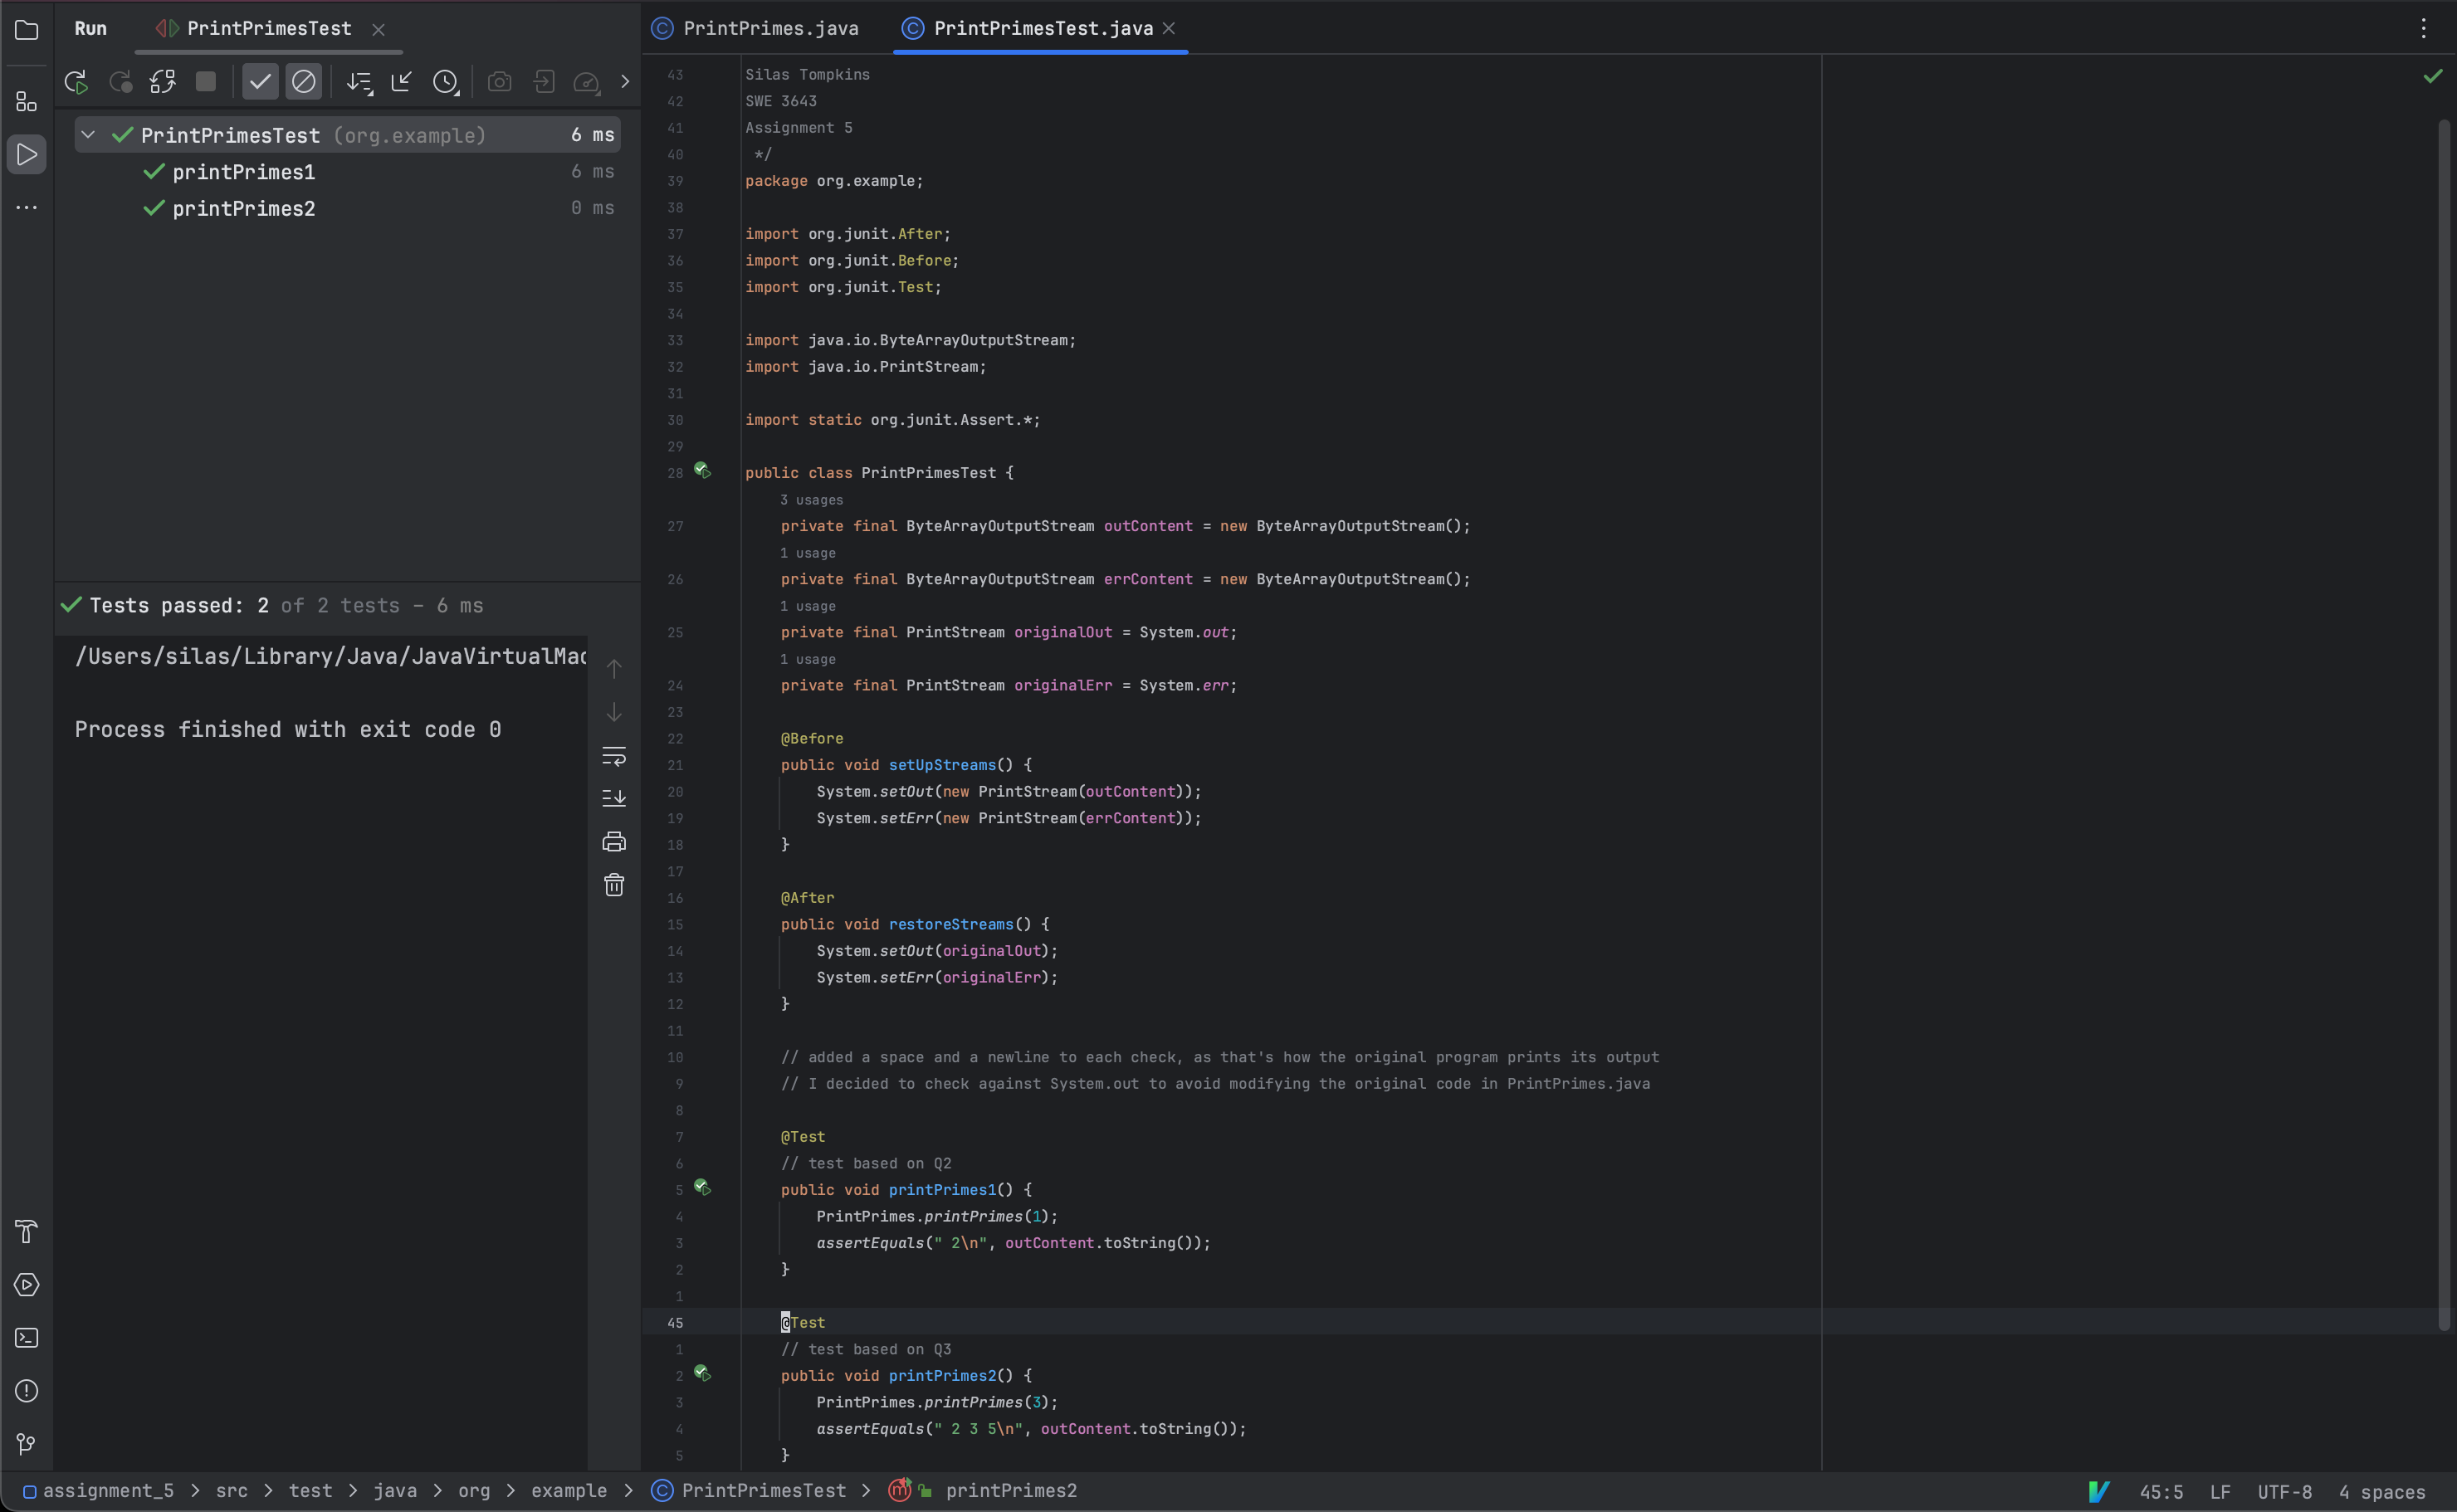 Run PrintPrimesTest
PrintPrimesTest (org.example) 6 ms
printPrimes1 6 ms
printPrimes2 0 ms
Tests passed: 2 of 2 tests – 6 ms
/Users/silas/Library/Java/JavaVirtualMac
Process finished with exit code 0
PrintPrimes.java PrintPrimesTest.java
43 Silas Tompkins
42 SWE 3643
41 Assignment 5
40 */
39 package org.example;
38
37 import org.junit.After;
36 import org.junit.Before;
35 import org.junit.Test;
34
33 import java.io.ByteArrayOutputStream;
32 import java.io.PrintStream;
31
30 import static org.junit.Assert.*;
29
28 public class PrintPrimesTest {
3 usages
27 private final ByteArrayOutputStream outContent = new ByteArrayOutputStream();
1 usage
26 private final ByteArrayOutputStream errContent = new ByteArrayOutputStream();
1 usage
25 private final PrintStream originalOut = System.out;
1 usage
24 private final PrintStream originalErr = System.err;
23
22 @Before
21 public void setUpStreams() {
20 System.setOut(new PrintStream(outContent));
19 System.setErr(new PrintStream(errContent));
18 }
17
16 @After
15 public void restoreStreams() {
14 System.setOut(originalOut);
13 System.setErr(originalErr);
12 }
11
10 // added a space and a newline to each check, as that's how the original program prints its output
9 // I decided to check against System.out to avoid modifying the original code in PrintPrimes.java
8
7 @Test
6 // test based on Q2
5 public void printPrimes1() {
4 PrintPrimes.printPrimes(1);
3 assertEquals(" 2\n", outContent.toString());
2 }
1
45 @Test
1 // test based on Q3
2 public void printPrimes2() {
3 PrintPrimes.printPrimes(3);
4 assertEquals(" 2 3 5\n", outContent.toString());
5 }
assignment_5 > src > test > java > org > example > PrintPrimesTest > printPrimes2 45:5 LF UTF-8 4 spaces